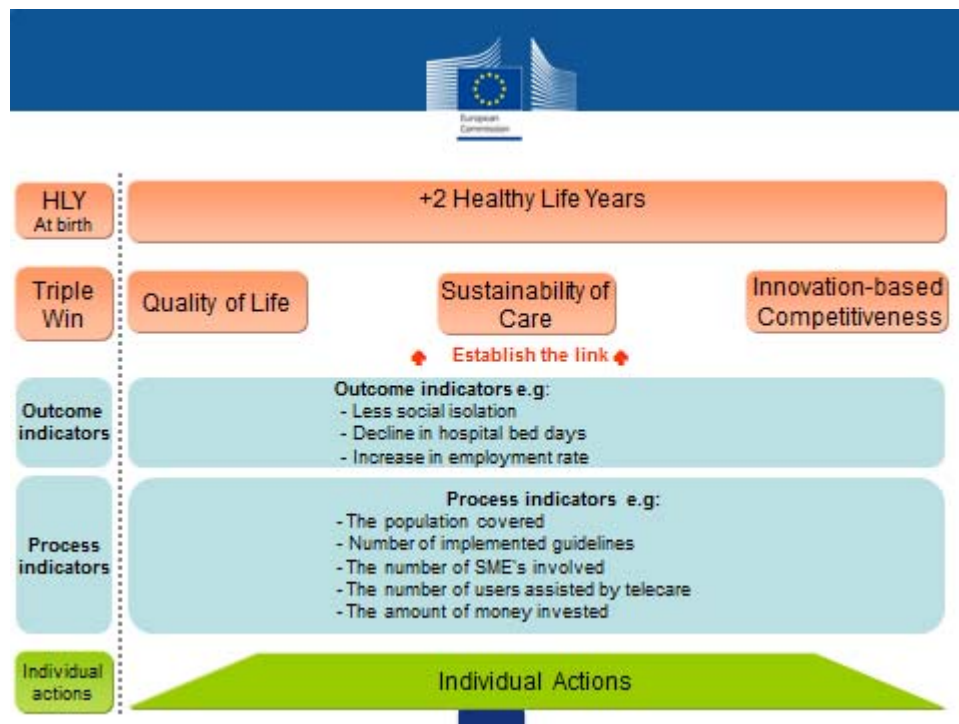 European
Commission
HLY
At birth
+2 Healthy Life Years
Triple
Win
Quality of Life
Sustainability of
Care
Innovation-based
Competitiveness
Establish the link
Outcome
indicators
Outcome indicators e.g:
- Less social isolation
- Decline in hospital bed days
- Increase in employment rate
Process
indicators
Process indicators e.g:
- The population covered
- Number of implemented guidelines
- The number of SME's involved
- The number of users assisted by telecare
- The amount of money invested
Individual
actions
Individual Actions